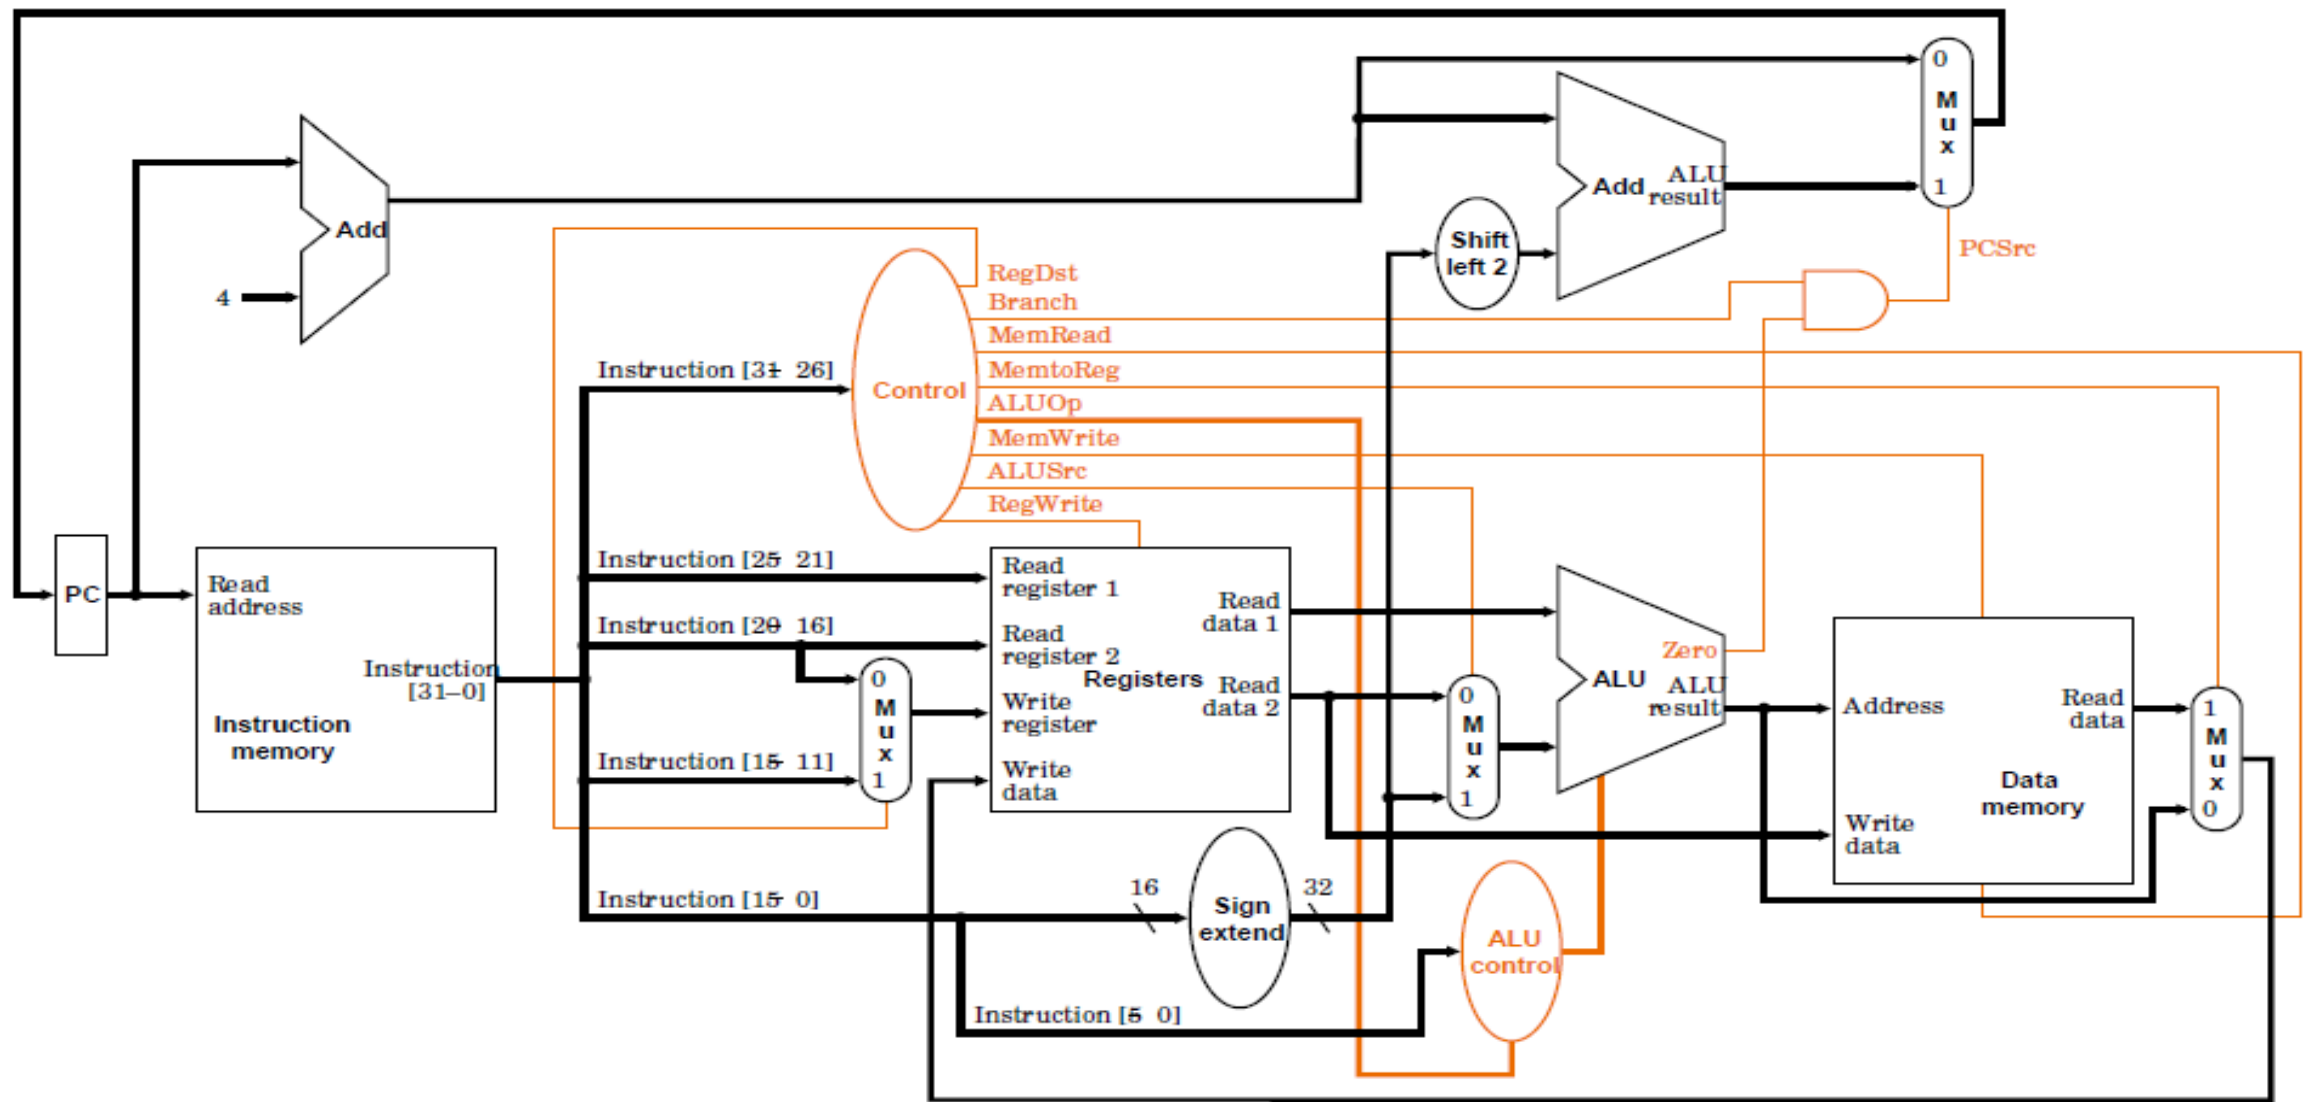 0
M
u
x
1
Add
ALU
result
Add
4
Shift
left 2
PCSrc
RegDst
Branch
MemRead
MemtoReg
ALUOp
MemWrite
ALUSrc
RegWrite
Control
Instruction [31 26]
Instruction [25 21]
Instruction [20 16]
Instruction [15 11]
Instruction [15 0]
Instruction [5 0]
PC
Read
address
Instruction
[31–0]
Instruction
memory
0
M
u
x
1
Read
register 1
Read
register 2
Write
register
Write
data
Registers
Read
data 1
Read
data 2
0
M
u
x
1
Zero
ALU
ALU
result
Address
Write
data
Read
data
Data
memory
1
M
u
x
0
16
Sign
extend
32
ALU
control